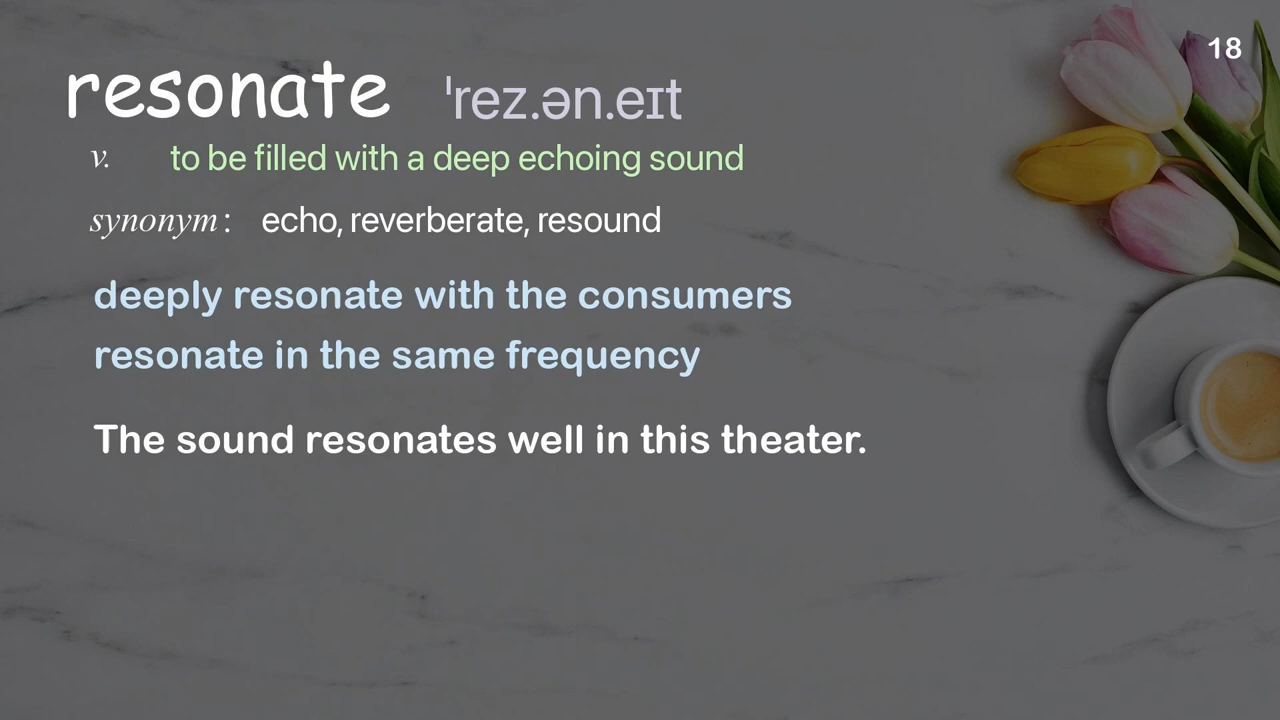 18
resonate ˈrez.ən.eɪt
v. to be filled with a deep echoing sound
synonym : echo, reverberate, resound
deeply resonate with the consumers
resonate in the same frequency
The sound resonates well in this theater.